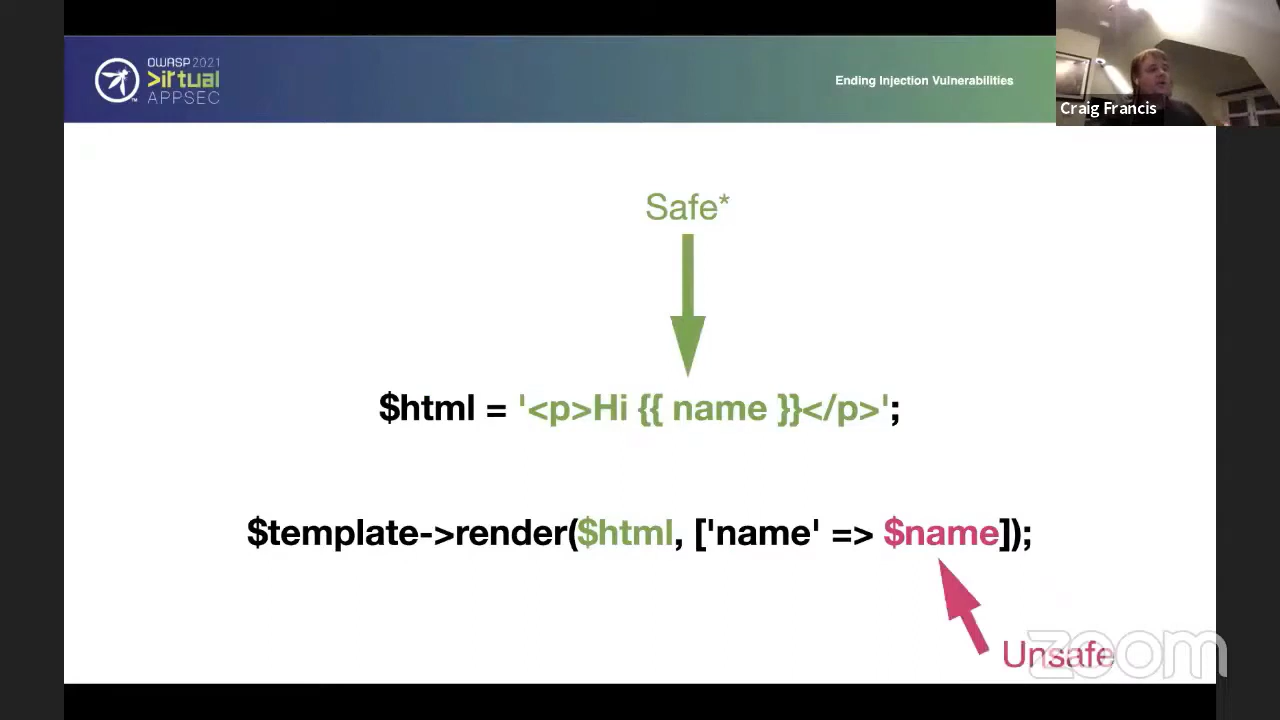 OWASP 2021
>irtual
APPSEC
Ending Injection Vulnerabilities
Craig Francis
Safe*
$html = '<p>Hi {{ name }}</p>';
$template->render($html, ['name' => $name]);
Unsafe
zoom